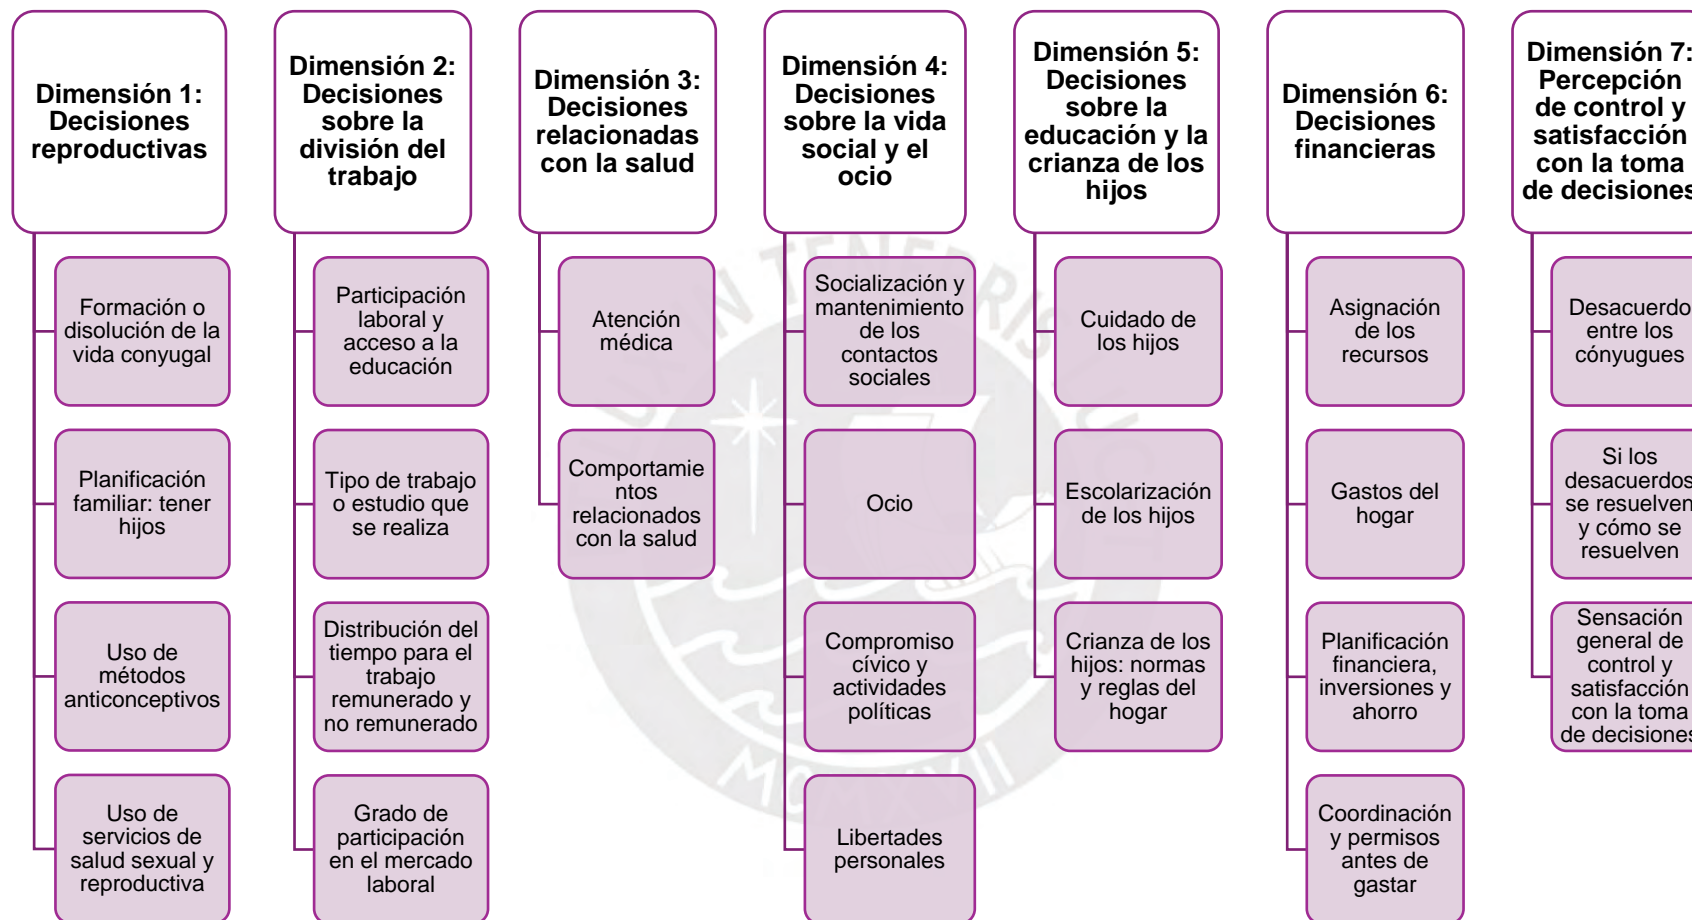 Dimensión 1:
Decisiones
reproductivas
Formación o
disolución de la
vida conyugal
Planificación
familiar: tener
hijos
Uso de
métodos
anticonceptivos
Uso de
servicios de
salud sexual y
reproductiva
Dimensión 2:
Decisiones
sobre la
división del
trabajo
Participación
laboral y
acceso a la
educación
Tipo de trabajo
o estudio que
se realiza
Distribución del
tiempo para el
trabajo
remunerado y
no remunerado
Grado de
participación
en el mercado
laboral
Dimensión 3:
Decisiones
relacionadas
con la salud
Atención
médica
Comportamie
ntos
relacionados
con la salud
Dimensión 4:
Decisiones
sobre la vida
social y el
ocio
Socialización y
mantenimiento
de los
contactos
sociales
Ocio
Compromiso
cívico y
actividades
políticas
Libertades
personales
Dimensión 5:
Decisiones
sobre la
educación y la
crianza de los
hijos
Cuidado de
los hijos
Escolarización
de los hijos
Crianza de los
hijos: normas
y reglas del
hogar
Dimensión 6:
Decisiones
financieras
Asignación
de los
recursos
Gastos del
hogar
Planificación
financiera,
inversiones y
ahorro
Coordinación
y permisos
antes de
gastar
Dimensión 7:
Percepción
de control y
satisfacción
con la toma
de decisiones
Desacuerdo
entre los
cónyugues
Si los
desacuerdos
se resuelven
y cómo se
resuelven
Sensación
general de
control y
satisfacción
con la toma
de decisiones